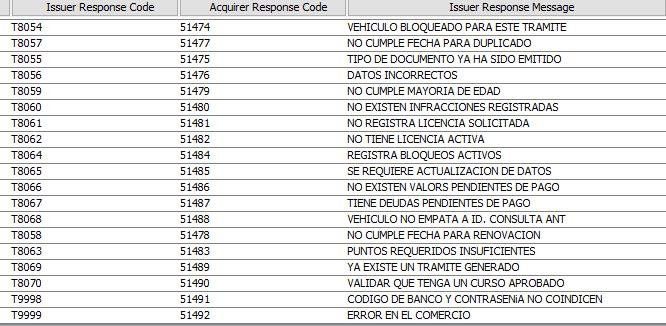 Issuer Response Code Acquirer Response Code Issuer Response Message
T8054 51474 VEHICULO BLOQUEADO PARA ESTE TRAMITE
T8057 51477 NO CUMPLE FECHA PARA DUPLICADO
T8055 51475 TIPO DE DOCUMENTO YA HA SIDO EMITIDO
T8056 51476 DATOS INCORRECTOS
T8059 51479 NO CUMPLE MAYORIA DE EDAD
T8060 51480 NO EXISTEN INFRACCIONES REGISTRADAS
T8061 51481 NO REGISTRA LICENCIA SOLICITADA
T8062 51482 NO TIENE LICENCIA ACTIVA
T8064 51484 REGISTRA BLOQUEOS ACTIVOS
T8065 51485 SE REQUIERE ACTUALIZACION DE DATOS
T8066 51486 NO EXISTEN VALORS PENDIENTES DE PAGO
T8067 51487 TIENE DEUDAS PENDIENTES DE PAGO
T8068 51488 VEHICULO NO EMPATA A ID. CONSULTA ANT
T8058 51478 NO CUMPLE FECHA PARA RENOVACION
T8063 51483 PUNTOS REQUERIDOS INSUFICIENTES
T8069 51489 YA EXISTE UN TRAMITE GENERADO
T8070 51490 VALIDAR QUE TENGA UN CURSO APROBADO
T9998 51491 CODIGO DE BANCO Y CONTRASENiA NO COINDICEN
T9999 51492 ERROR EN EL COMERCIO